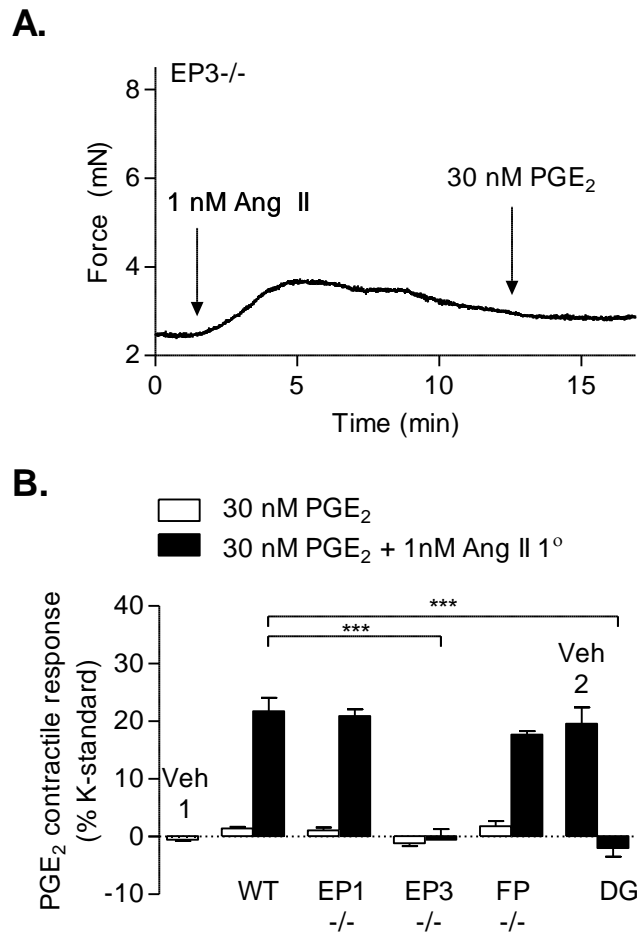 A.
EP3-/-
8
6
4
2
Force (mN)
1 nM Ang II
30 nM PGE₂
0 5 10 15
Time (min)
B.
30 nM PGE₂
30 nM PGE₂ + 1nM Ang II 1°
40
30
20
10
0
-10
PGE₂ contractile response
(% K-standard)
***
***
Veh
1
Veh
2
WT EP1 EP3 FP DG
-/- -/- -/-